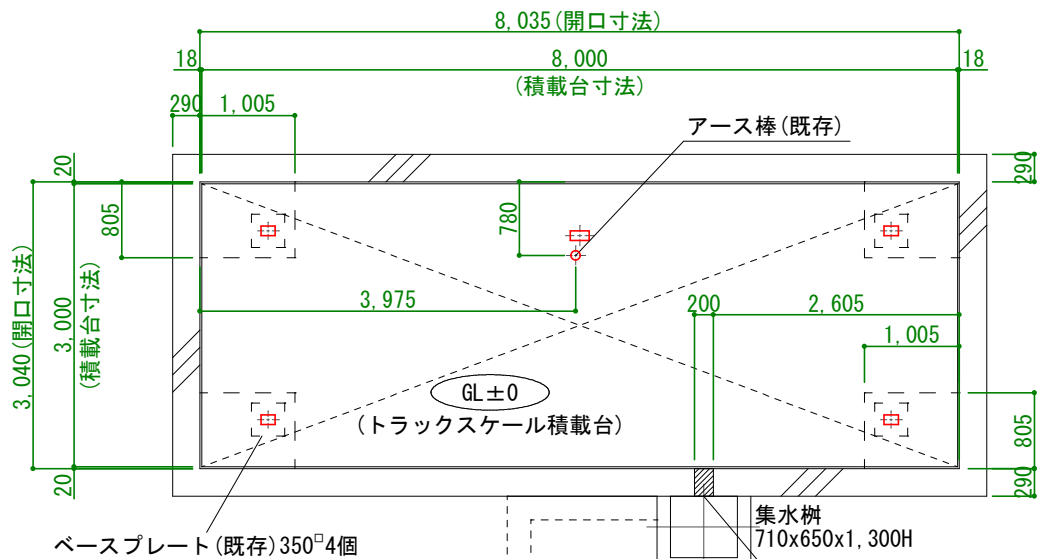 8,035(開口寸法)
18
8,000
18
(積載台寸法)
290
1,005
アース棒(既存)
20
290
805
780
3,040(開口寸法)
3,000
(積載台寸法)
3,975
200
2,605
1,005
GL±0
(トラックスケール積載台)
805
20
290
ベースプレート(既存)350□4個
集水桝
710x650x1,300H